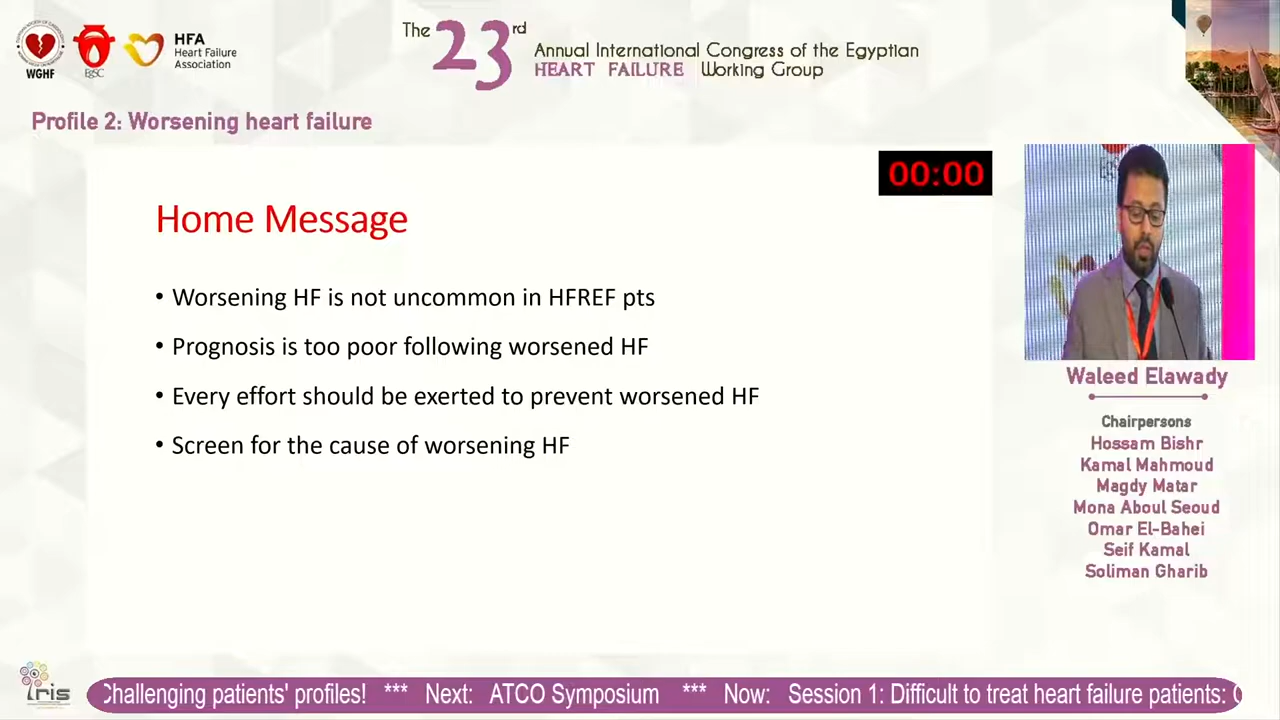 WGHF
EgSC
HFA
Heart Failure
Association
The 23rd
Annual International Congress of the Egyptian
HEART FAILURE Working Group
Profile 2: Worsening heart failure
00:00
Home Message
• Worsening HF is not uncommon in HFREF pts
• Prognosis is too poor following worsened HF
• Every effort should be exerted to prevent worsened HF
• Screen for the cause of worsening HF
Waleed Elawady
Chairpersons
Hossam Bishr
Kamal Mahmoud
Magdy Matar
Mona Aboul Seoud
Omar El-Bahei
Seif Kamal
Soliman Gharib
iris
Challenging patients' profiles! *** Next: ATCO Symposium *** Now: Session 1: Difficult to treat heart failure patients: